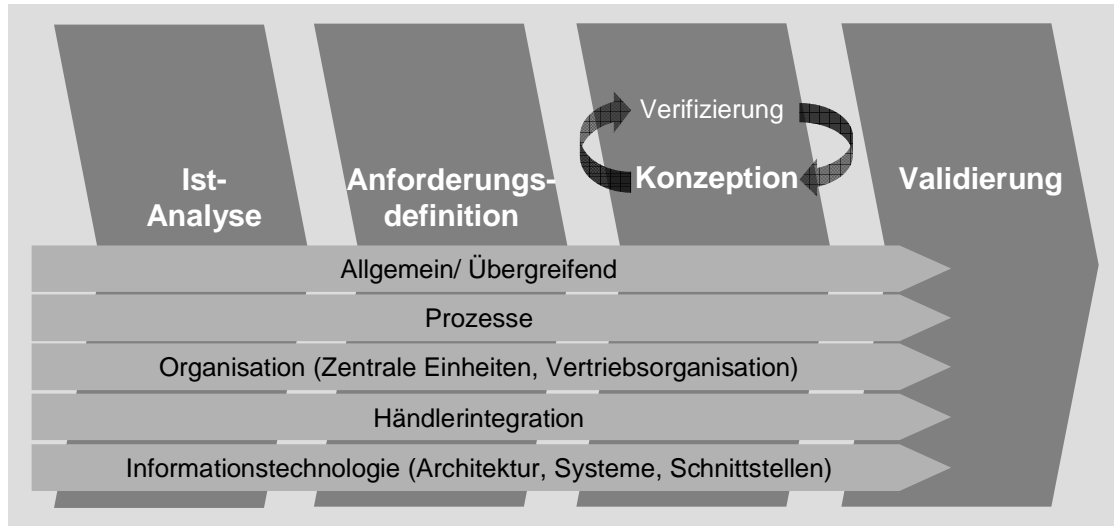 Verifizierung
Ist-
Analyse
Anforderungs-
definition
Konzeption
Validierung
Allgemein/ Übergreifend
Prozesse
Organisation (Zentrale Einheiten, Vertriebsorganisation)
Händlerintegration
Informationstechnologie (Architektur, Systeme, Schnittstellen)